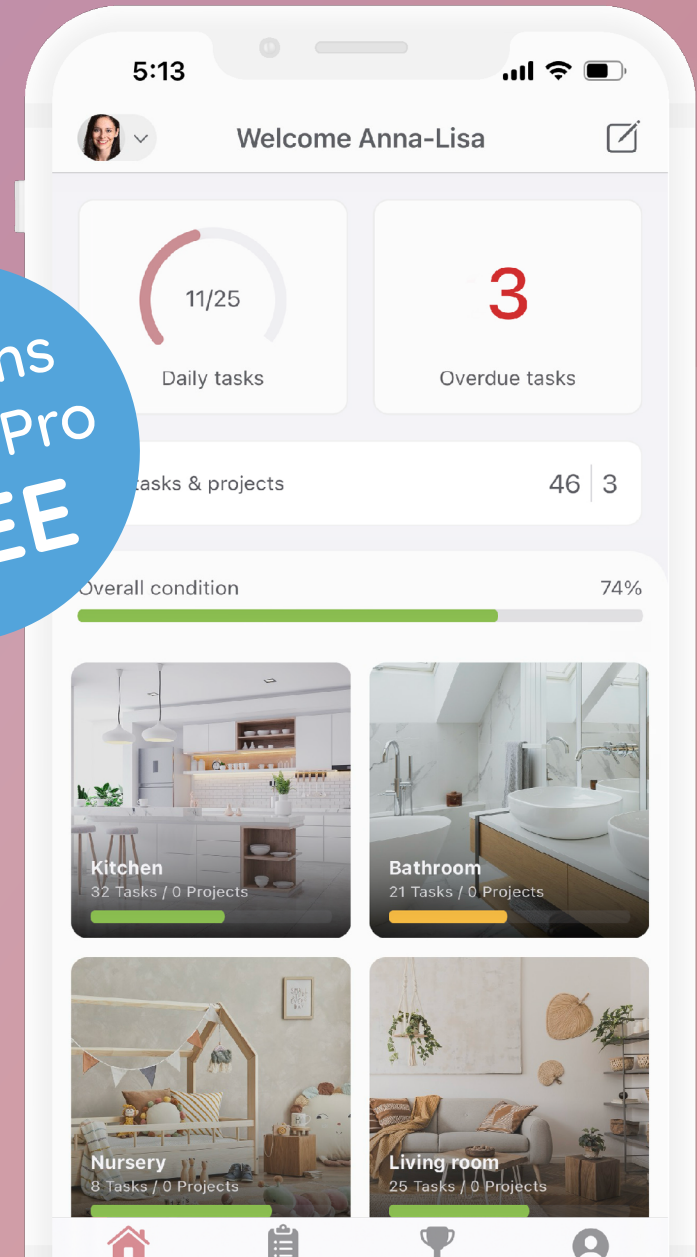 5:13
Welcome Anna-Lisa
11/25
Daily tasks
3
Overdue tasks
Pro
tasks & projects
46 | 3
Overall condition
74%
Kitchen
32 Tasks / 0 Projects
Bathroom
21 Tasks / 0 Projects
Nursery
8 Tasks / 0 Projects
Living room
25 Tasks / 0 Projects